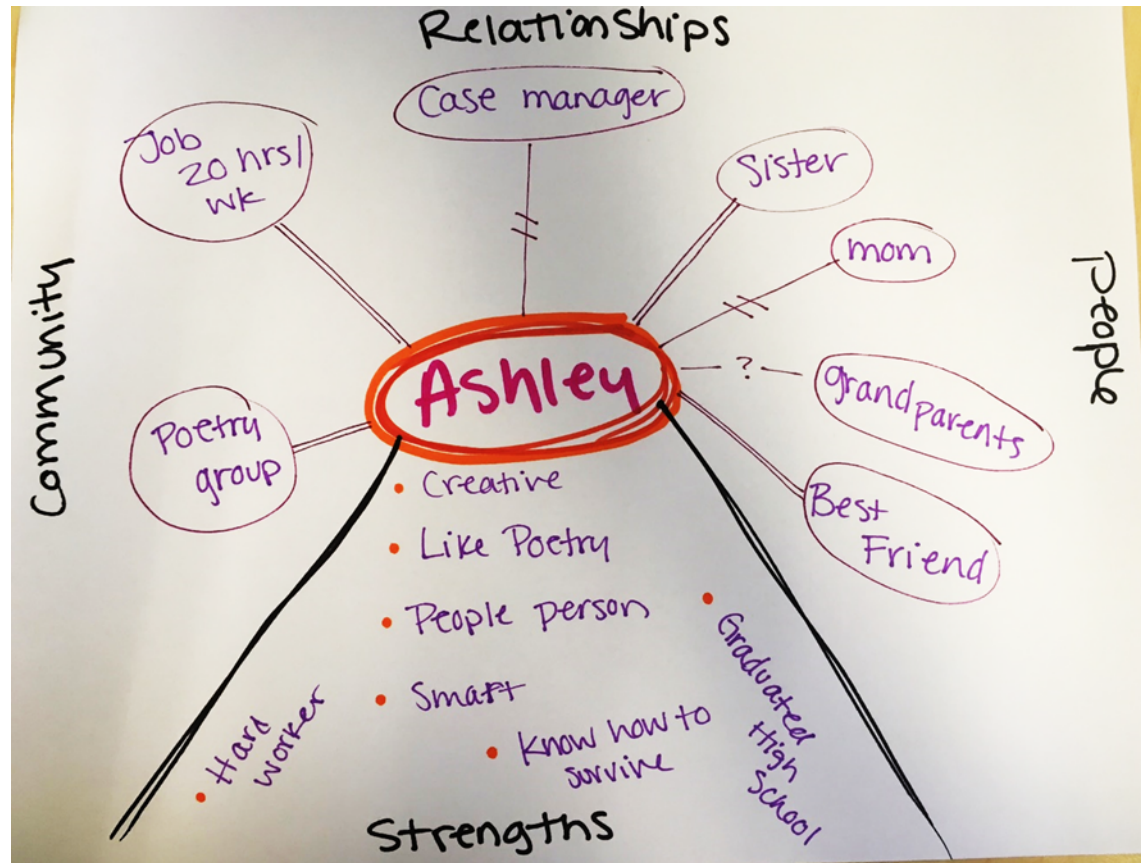 Relationships
Case manager
Job
20 hrs/
wk
Sister
mom
Community
People
Ashley
?
grandparents
Poetry
group
Best
Friend
• Creative
• Like Poetry
• People person
• Smart
• Know how to
survive
• Hard
worker
• Graduated
High
School
Strengths